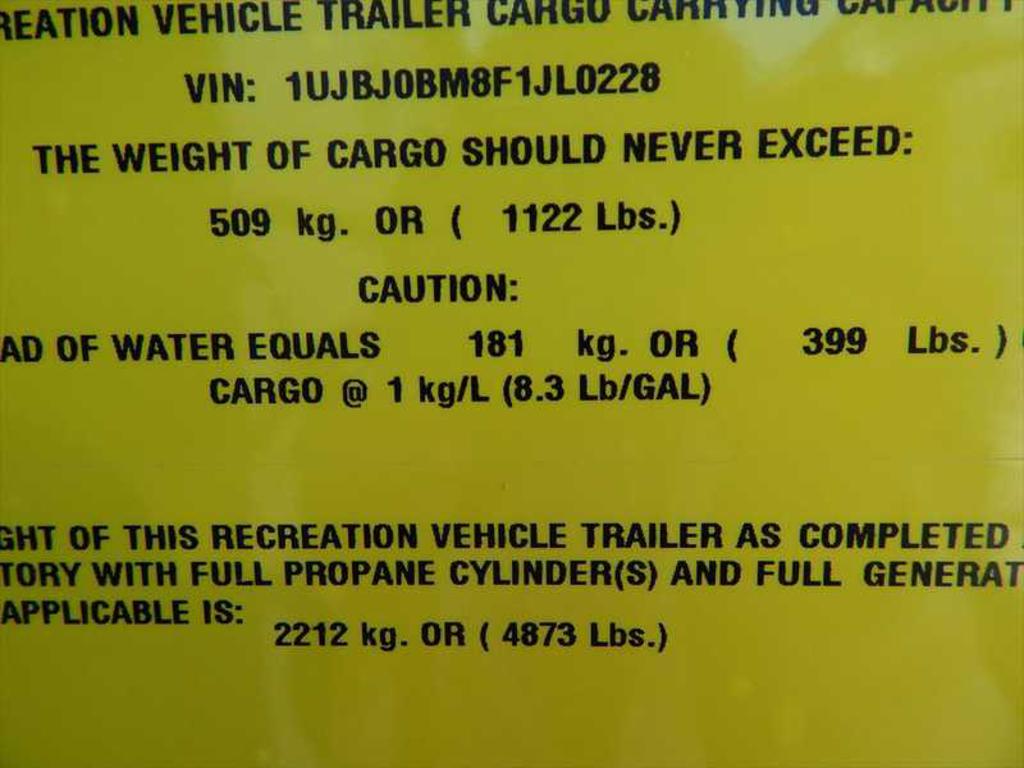 REATION VEHICLE TRAILER CARGO CARRYING CAPACITY
VIN: 1UJBJ0BM8F1JL0228
THE WEIGHT OF CARGO SHOULD NEVER EXCEED:
509 kg. OR ( 1122 Lbs.)
CAUTION:
AD OF WATER EQUALS 181 kg. OR ( 399 Lbs. )
CARGO @ 1 kg/L (8.3 Lb/GAL)
GHT OF THIS RECREATION VEHICLE TRAILER AS COMPLETED
TORY WITH FULL PROPANE CYLINDER(S) AND FULL GENERAT
APPLICABLE IS:
2212 kg. OR ( 4873 Lbs.)